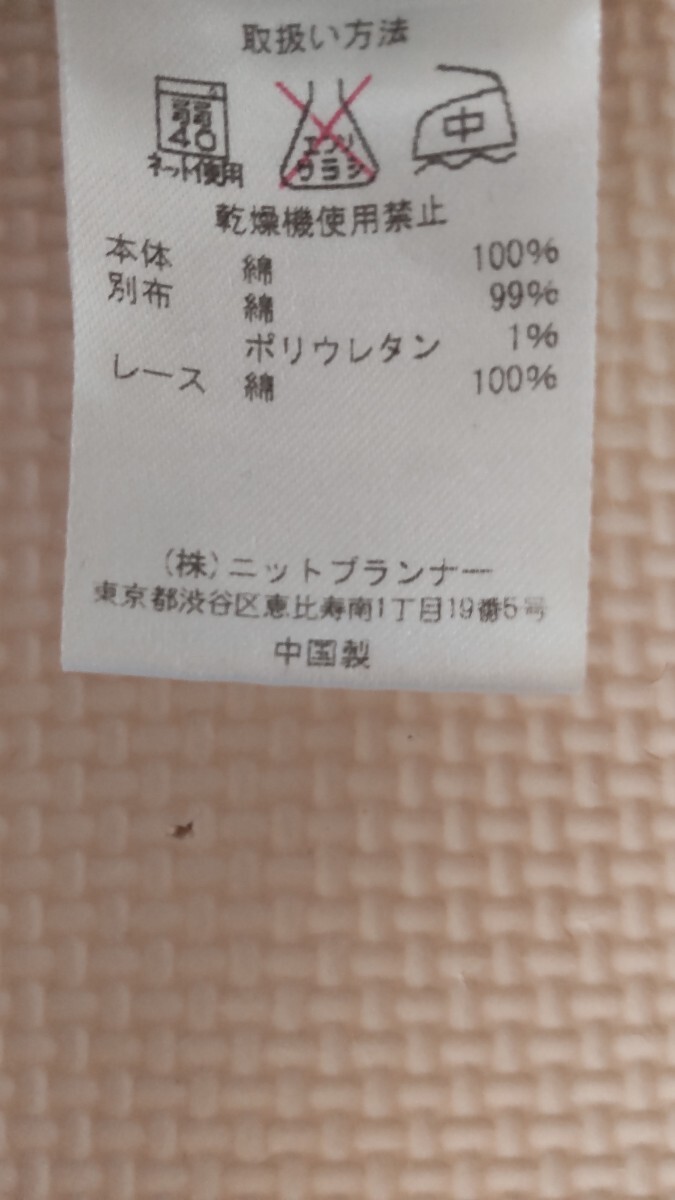 取扱い方法
弱 エンソ 中
40 サラシ
ネット使用
乾燥機使用禁止
本体 綿 100%
別布 綿 99%
ポリウレタン 1%
レース 綿 100%
(株)ニットプランナー
東京都渋谷区恵比寿南1丁目19番5号
中国製